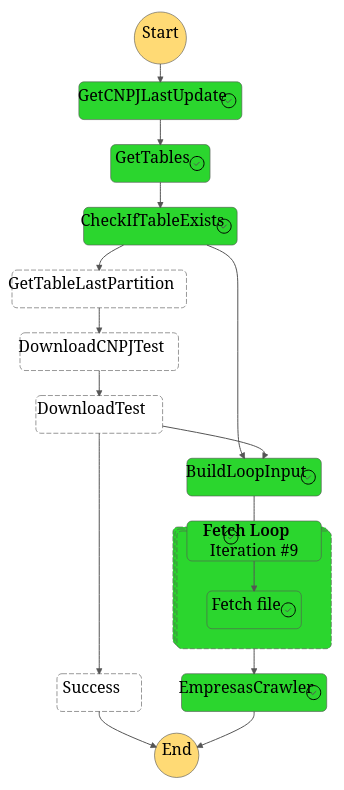 Start
GetCNPJLastUpdate
GetTables
CheckIfTableExists
GetTableLastPartition
DownloadCNPJTest
DownloadTest
BuildLoopInput
Fetch Loop
Iteration #9
Fetch file
Success
EmpresasCrawler
End